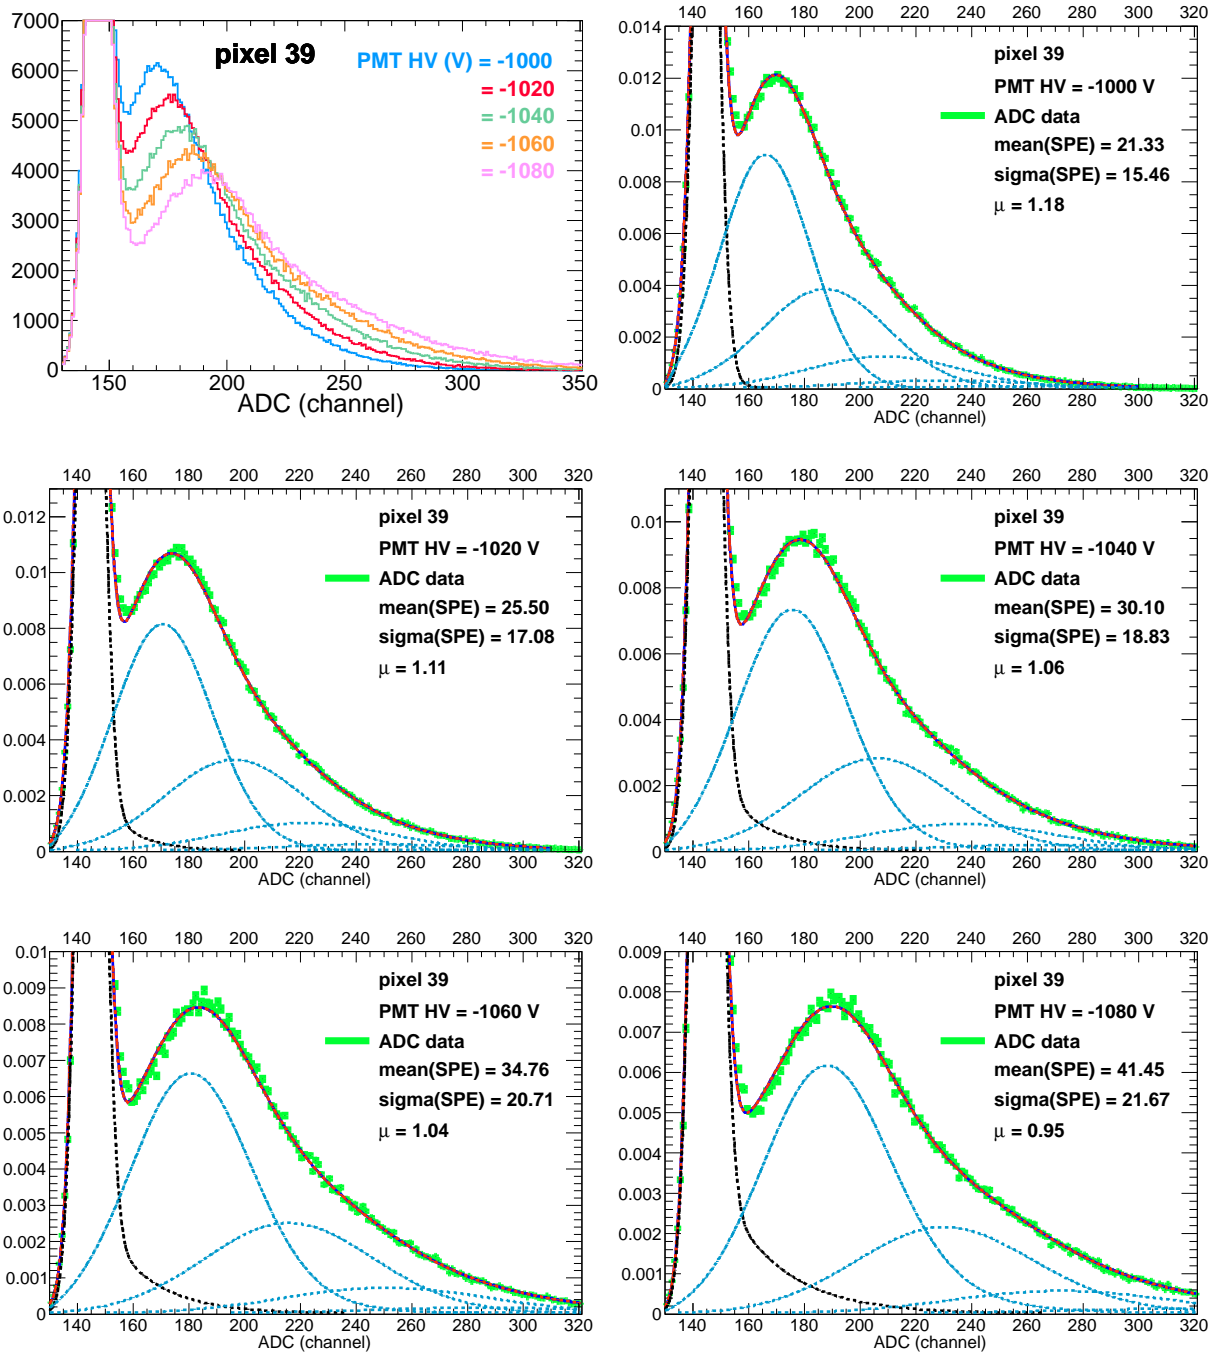 pixel 39
PMT HV (V) = -1000
= -1020
= -1040
= -1060
= -1080
7000
6000
5000
4000
3000
2000
1000
0
150 200 250 300 350
ADC (channel)
140 160 180 200 220 240 260 280 300 320
0.014
0.012
0.01
0.008
0.006
0.004
0.002
0
pixel 39
PMT HV = -1000 V
ADC data
mean(SPE) = 21.33
sigma(SPE) = 15.46
μ = 1.18
140 160 180 200 220 240 260 280 300 320
ADC (channel)
140 160 180 200 220 240 260 280 300 320
0.012
0.01
0.008
0.006
0.004
0.002
0
pixel 39
PMT HV = -1020 V
ADC data
mean(SPE) = 25.50
sigma(SPE) = 17.08
μ = 1.11
140 160 180 200 220 240 260 280 300 320
ADC (channel)
140 160 180 200 220 240 260 280 300 320
0.01
0.008
0.006
0.004
0.002
0
pixel 39
PMT HV = -1040 V
ADC data
mean(SPE) = 30.10
sigma(SPE) = 18.83
μ = 1.06
140 160 180 200 220 240 260 280 300 320
ADC (channel)
140 160 180 200 220 240 260 280 300 320
0.01
0.009
0.008
0.007
0.006
0.005
0.004
0.003
0.002
0.001
0
pixel 39
PMT HV = -1060 V
ADC data
mean(SPE) = 34.76
sigma(SPE) = 20.71
μ = 1.04
140 160 180 200 220 240 260 280 300 320
ADC (channel)
140 160 180 200 220 240 260 280 300 320
0.009
0.008
0.007
0.006
0.005
0.004
0.003
0.002
0.001
0
pixel 39
PMT HV = -1080 V
ADC data
mean(SPE) = 41.45
sigma(SPE) = 21.67
μ = 0.95
140 160 180 200 220 240 260 280 300 320
ADC (channel)